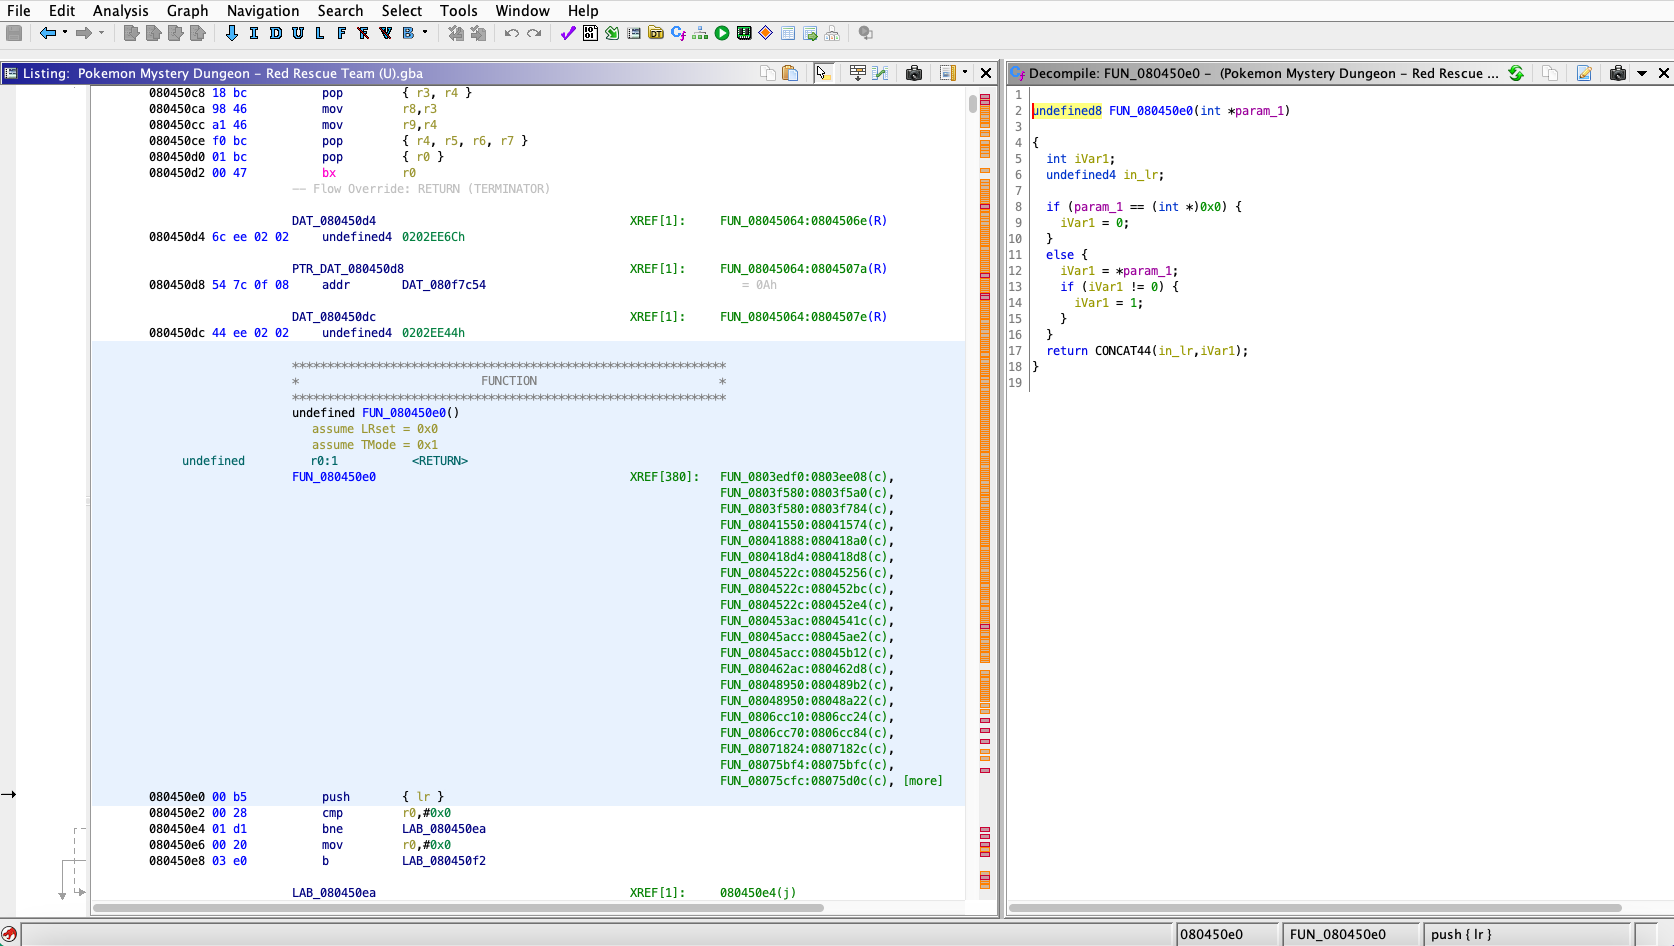 File Edit Analysis Graph Navigation Search Select Tools Window Help
I D U L F F V B
Listing: Pokemon Mystery Dungeon - Red Rescue Team (U).gba
080450c8 18 bc pop { r3, r4 }
080450ca 98 46 mov r8,r3
080450cc a1 46 mov r9,r4
080450ce f0 bc pop { r4, r5, r6, r7 }
080450d0 01 bc pop { r0 }
080450d2 00 47 bx r0
-- Flow Override: RETURN (TERMINATOR)
DAT_080450d4 XREF[1]: FUN_08045064:0804506e(R)
080450d4 6c ee 02 02 undefined4 0202EE6Ch
PTR_DAT_080450d8 XREF[1]: FUN_08045064:0804507a(R)
080450d8 54 7c 0f 08 addr DAT_080f7c54 = 0Ah
DAT_080450dc XREF[1]: FUN_08045064:0804507e(R)
080450dc 44 ee 02 02 undefined4 0202EE44h
**************************************************************
* FUNCTION *
**************************************************************
undefined FUN_080450e0()
assume LRset = 0x0
assume TMode = 0x1
undefined r0:1 <RETURN>
FUN_080450e0 XREF[380]: FUN_0803edf0:0803ee08(c),
FUN_0803f580:0803f5a0(c),
FUN_0803f580:0803f784(c),
FUN_08041550:08041574(c),
FUN_08041888:080418a0(c),
FUN_080418d4:080418d8(c),
FUN_0804522c:08045256(c),
FUN_0804522c:080452bc(c),
FUN_0804522c:080452e4(c),
FUN_080453ac:0804541c(c),
FUN_08045acc:08045ae2(c),
FUN_08045acc:08045b12(c),
FUN_080462ac:080462d8(c),
FUN_08048950:080489b2(c),
FUN_08048950:08048a22(c),
FUN_0806cc10:0806cc24(c),
FUN_0806cc70:0806cc84(c),
FUN_08071824:0807182c(c),
FUN_08075bf4:08075bfc(c),
FUN_08075cfc:08075d0c(c), [more]
080450e0 00 b5 push { lr }
080450e2 00 28 cmp r0,#0x0
080450e4 01 d1 bne LAB_080450ea
080450e6 00 20 mov r0,#0x0
080450e8 03 e0 b LAB_080450f2
LAB_080450ea XREF[1]: 080450e4(j)
Decompile: FUN_080450e0 - (Pokemon Mystery Dungeon - Red Rescue ...
1
2 undefined8 FUN_080450e0(int *param_1)
3
4 {
5 int iVar1;
6 undefined4 in_lr;
7
8 if (param_1 == (int *)0x0) {
9 iVar1 = 0;
10 }
11 else {
12 iVar1 = *param_1;
13 if (iVar1 != 0) {
14 iVar1 = 1;
15 }
16 }
17 return CONCAT44(in_lr,iVar1);
18 }
19
080450e0 FUN_080450e0 push { lr }